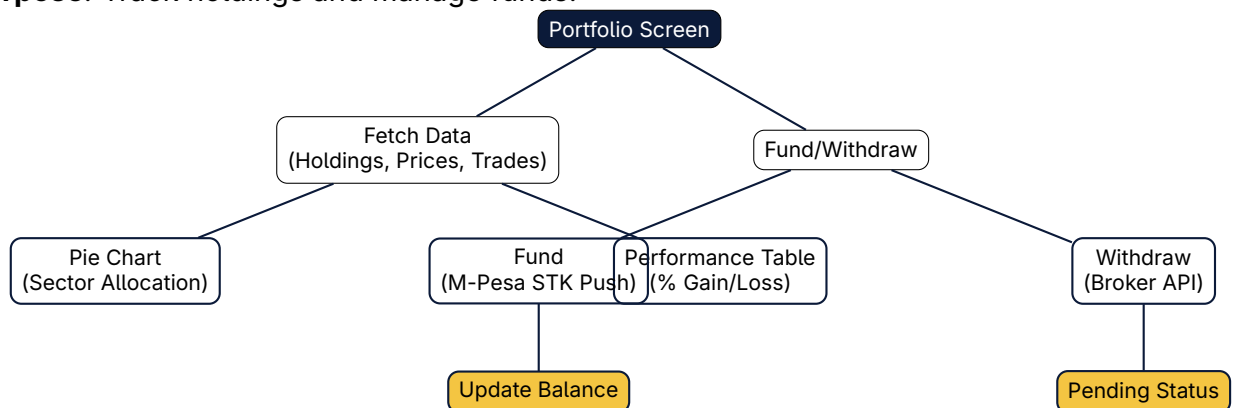 Track holdings and manage funds.
Portfolio Screen
Fetch Data
(Holdings, Prices, Trades)
Fund/Withdraw
Pie Chart
(Sector Allocation)
Fund
(M-Pesa STK Push)
Performance Table
(% Gain/Loss)
Withdraw
(Broker API)
Update Balance
Pending Status